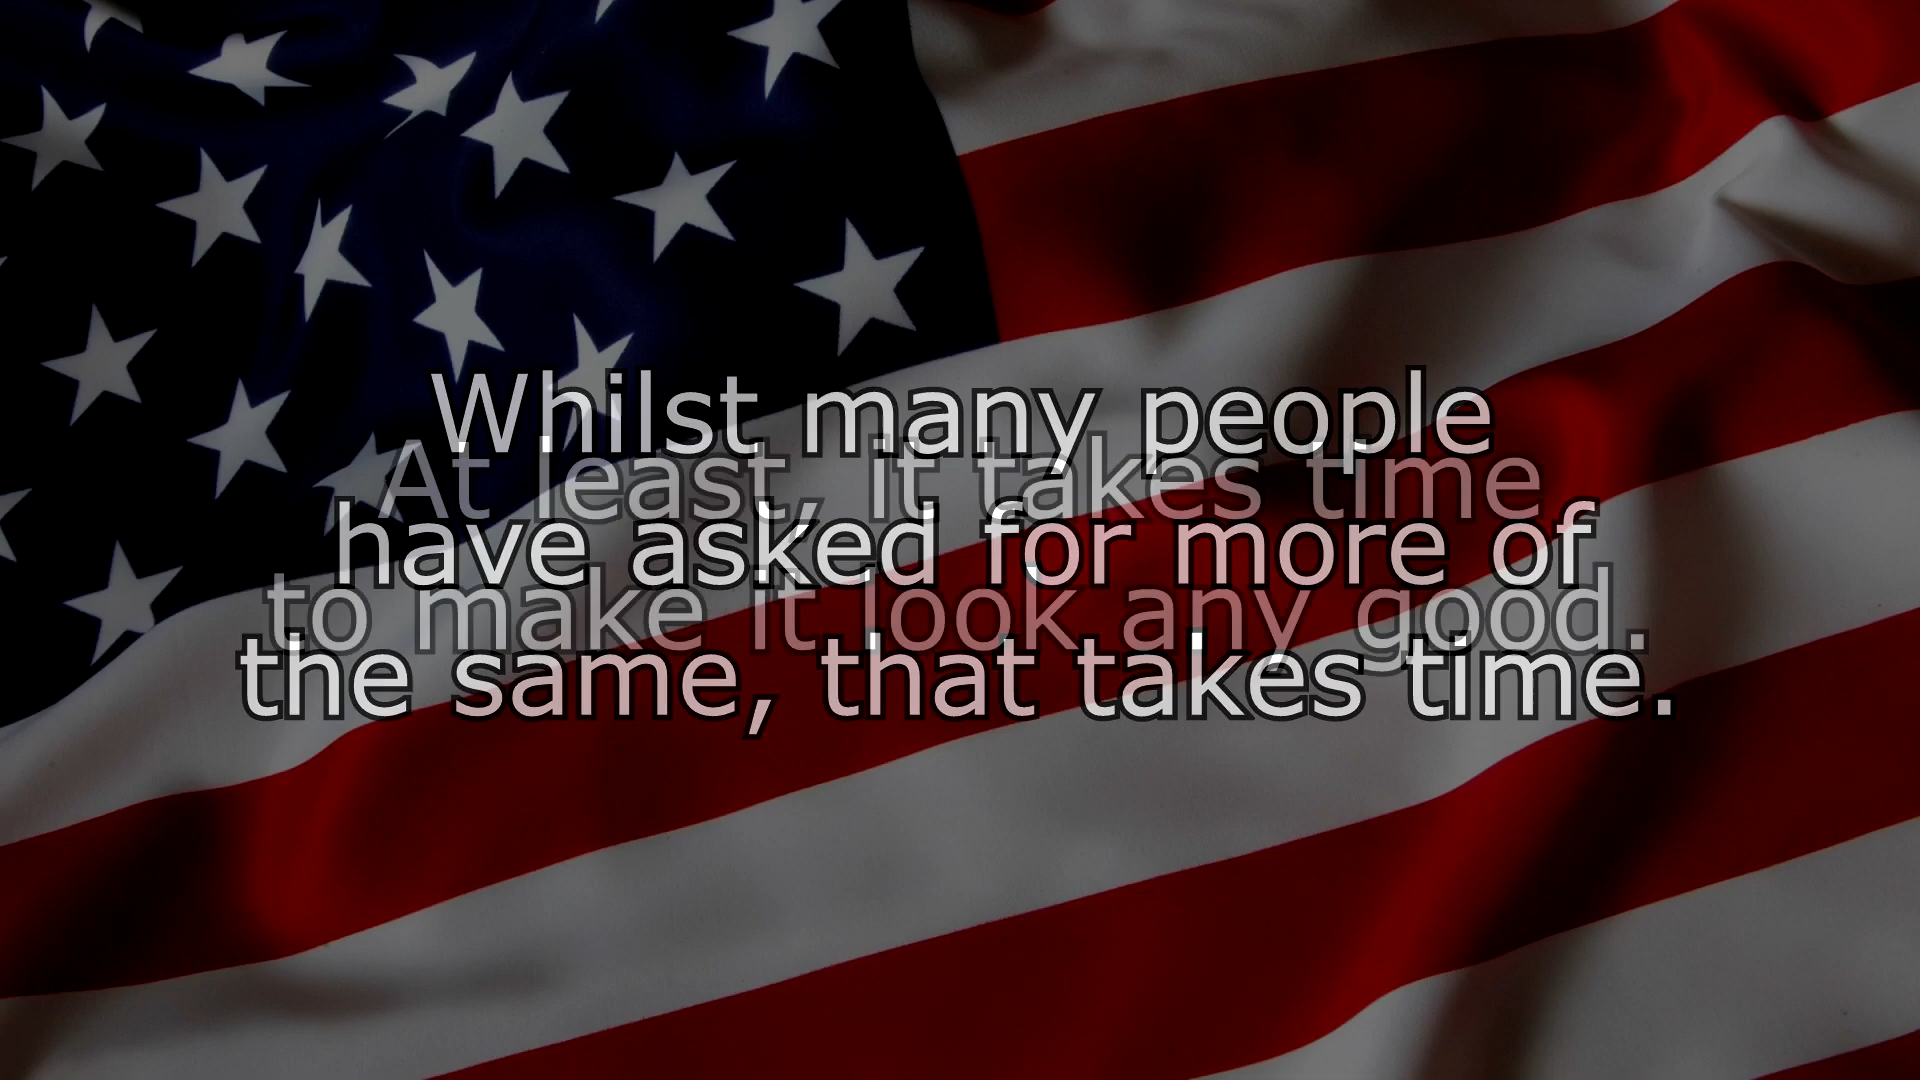 Whilst many people
have asked for more of
the same, that takes time.
At least, it takes time
to make it look any good.